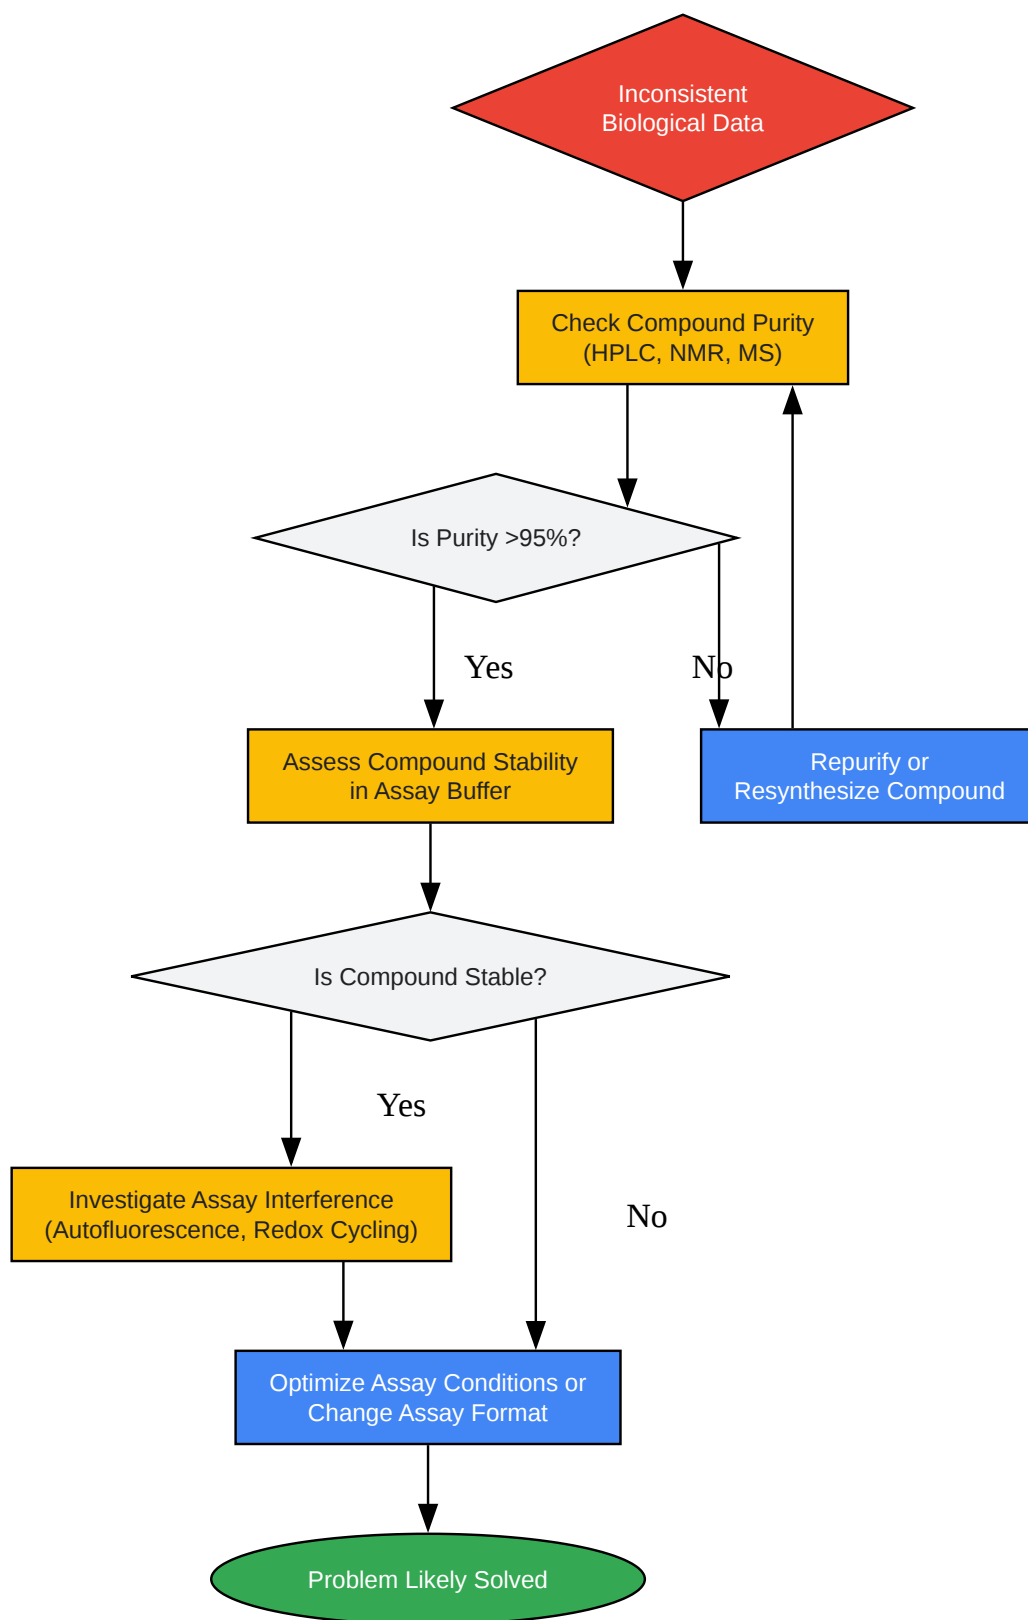 Inconsistent
Biological Data
Check Compound Purity
(HPLC, NMR, MS)
Is Purity >95%?
Yes
No
Assess Compound Stability
in Assay Buffer
Repurify or
Resynthesize Compound
Is Compound Stable?
Yes
Investigate Assay Interference
(Autofluorescence, Redox Cycling)
No
Optimize Assay Conditions or
Change Assay Format
Problem Likely Solved